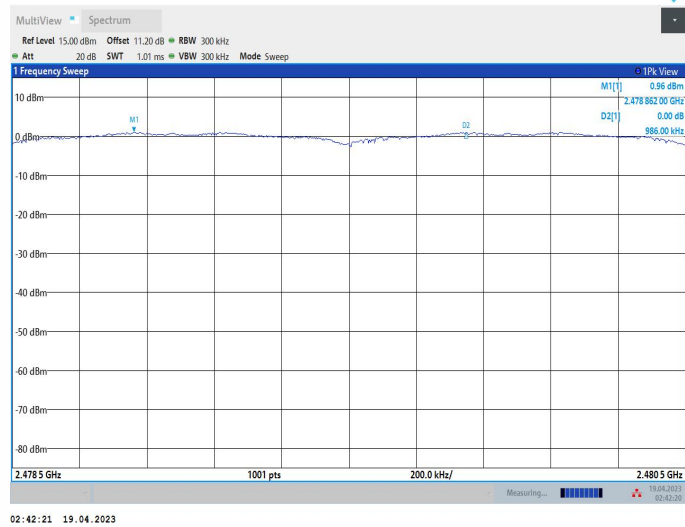 MultiView Spectrum
Ref Level 15.00 dBm Offset 11.20 dB RBW 300 kHz
Att 20 dB SWT 1.01 ms VBW 300 kHz Mode Sweep
1 Frequency Sweep 1Pk View
M1[1] 0.96 dBm
2.478 862 00 GHz
D2[1] 0.00 dB
986.00 kHz
10 dBm
M1
D2
0 dBm
-10 dBm
-20 dBm
-30 dBm
-40 dBm
-50 dBm
-60 dBm
-70 dBm
-80 dBm
2.478 5 GHz 1001 pts 200.0 kHz/ 2.480 5 GHz
Measuring... 19.04.2023
02:42:20
02:42:21 19.04.2023